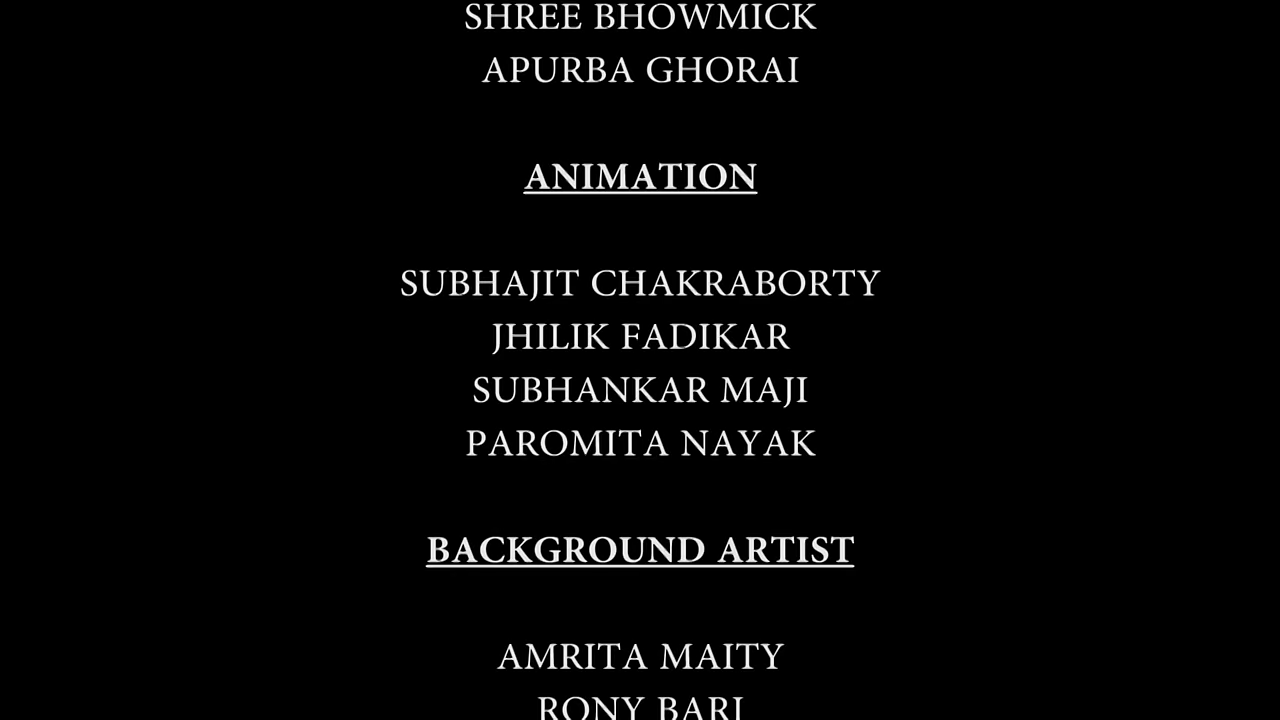 SHREE BHOWMICK
APURBA GHORAI
ANIMATION
SUBHAJIT CHAKRABORTY
JHILIK FADIKAR
SUBHANKAR MAJI
PAROMITA NAYAK
BACKGROUND ARTIST
AMRITA MAITY
RONY BARI